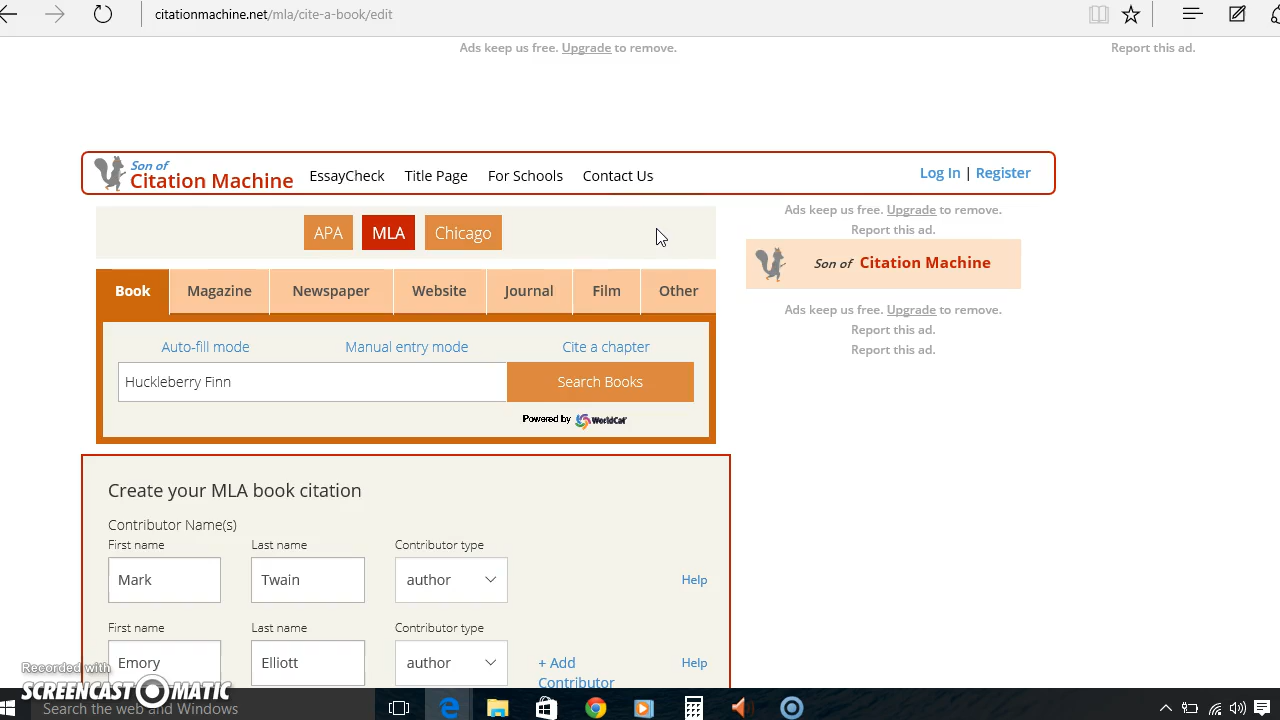 citationmachine.net/mla/cite-a-book/edit
Ads keep us free. Upgrade to remove.
Report this ad.
Son of
Citation Machine
EssayCheck
Title Page
For Schools
Contact Us
Log In | Register
APA
MLA
Chicago
Ads keep us free. Upgrade to remove.
Report this ad.
Son of Citation Machine
Book
Magazine
Newspaper
Website
Journal
Film
Other
Ads keep us free. Upgrade to remove.
Report this ad.
Report this ad.
Auto-fill mode
Manual entry mode
Cite a chapter
Huckleberry Finn
Search Books
Powered by WorldCat
Create your MLA book citation
Contributor Name(s)
First name
Last name
Contributor type
Mark
Twain
author
Help
First name
Last name
Contributor type
Emory
Elliott
author
+ Add
Contributor
Help
Recorded with
SCREENCAST-O-MATIC
Search the web and Windows